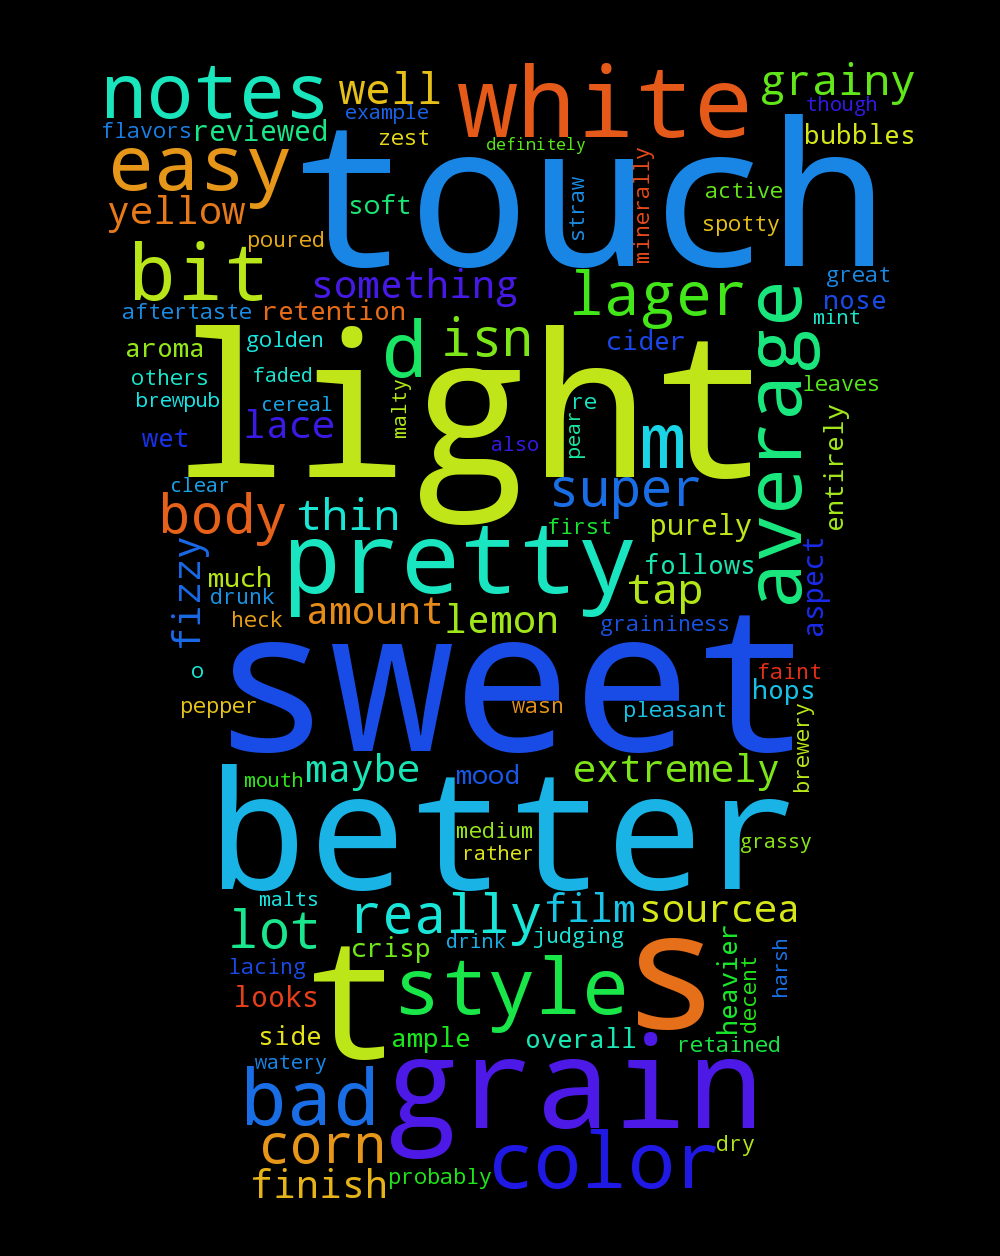 notes
well
white
grainy
example
though
flavors
reviewed
zest
definitely
bubbles
easy
touch
yellow
soft
straw
minerally
active
spotty
poured
bit
something
lager
great
nose
aftertaste
retention
average
mint
aroma
golden
d
isn
cider
others
faded
light
leaves
brewpub
cereal
malty
re
wet
lace
also
pear
m
entirely
clear
body
thin
super
first
purely
fizzy
much
pretty
follows
aspect
drunk
tap
heck
amount
lemon
graininess
o
sweet
faint
hops
pepper
wash
pleasant
brewery
mouth
maybe
mood
extremely
better
medium
rather
grassy
malts
lot
really
film
sourcea
crisp
drink
judging
lacing
t
style
s
heavier
decent
harsh
looks
side
ample
overall
retained
watery
bad
grain
corn
color
dry
finish
probably